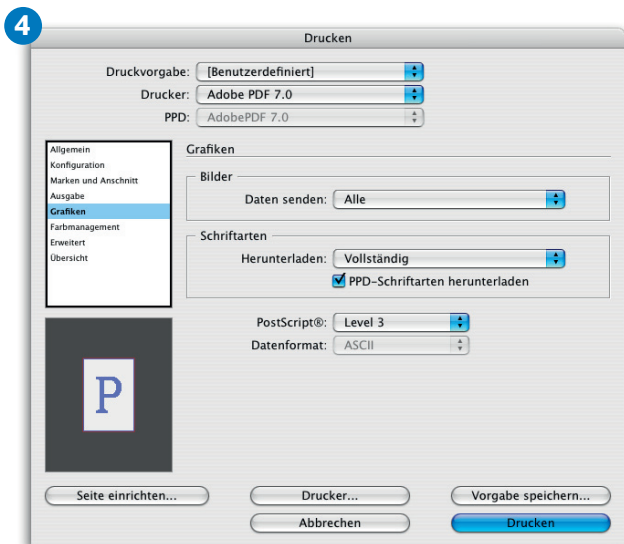 4
Drucken
Druckvorgabe: [Benutzerdefiniert]
Drucker: Adobe PDF 7.0
PPD: AdobePDF 7.0
Allgemein
Konfiguration
Marken und Anschnitt
Ausgabe
Grafiken
Farbmanagement
Erweitert
Übersicht
Grafiken
Bilder
Daten senden: Alle
Schriftarten
Herunterladen: Vollständig
PPD-Schriftarten herunterladen
PostScript®: Level 3
Datenformat: ASCII
P
Seite einrichten... Drucker... Vorgabe speichern...
Abbrechen Drucken